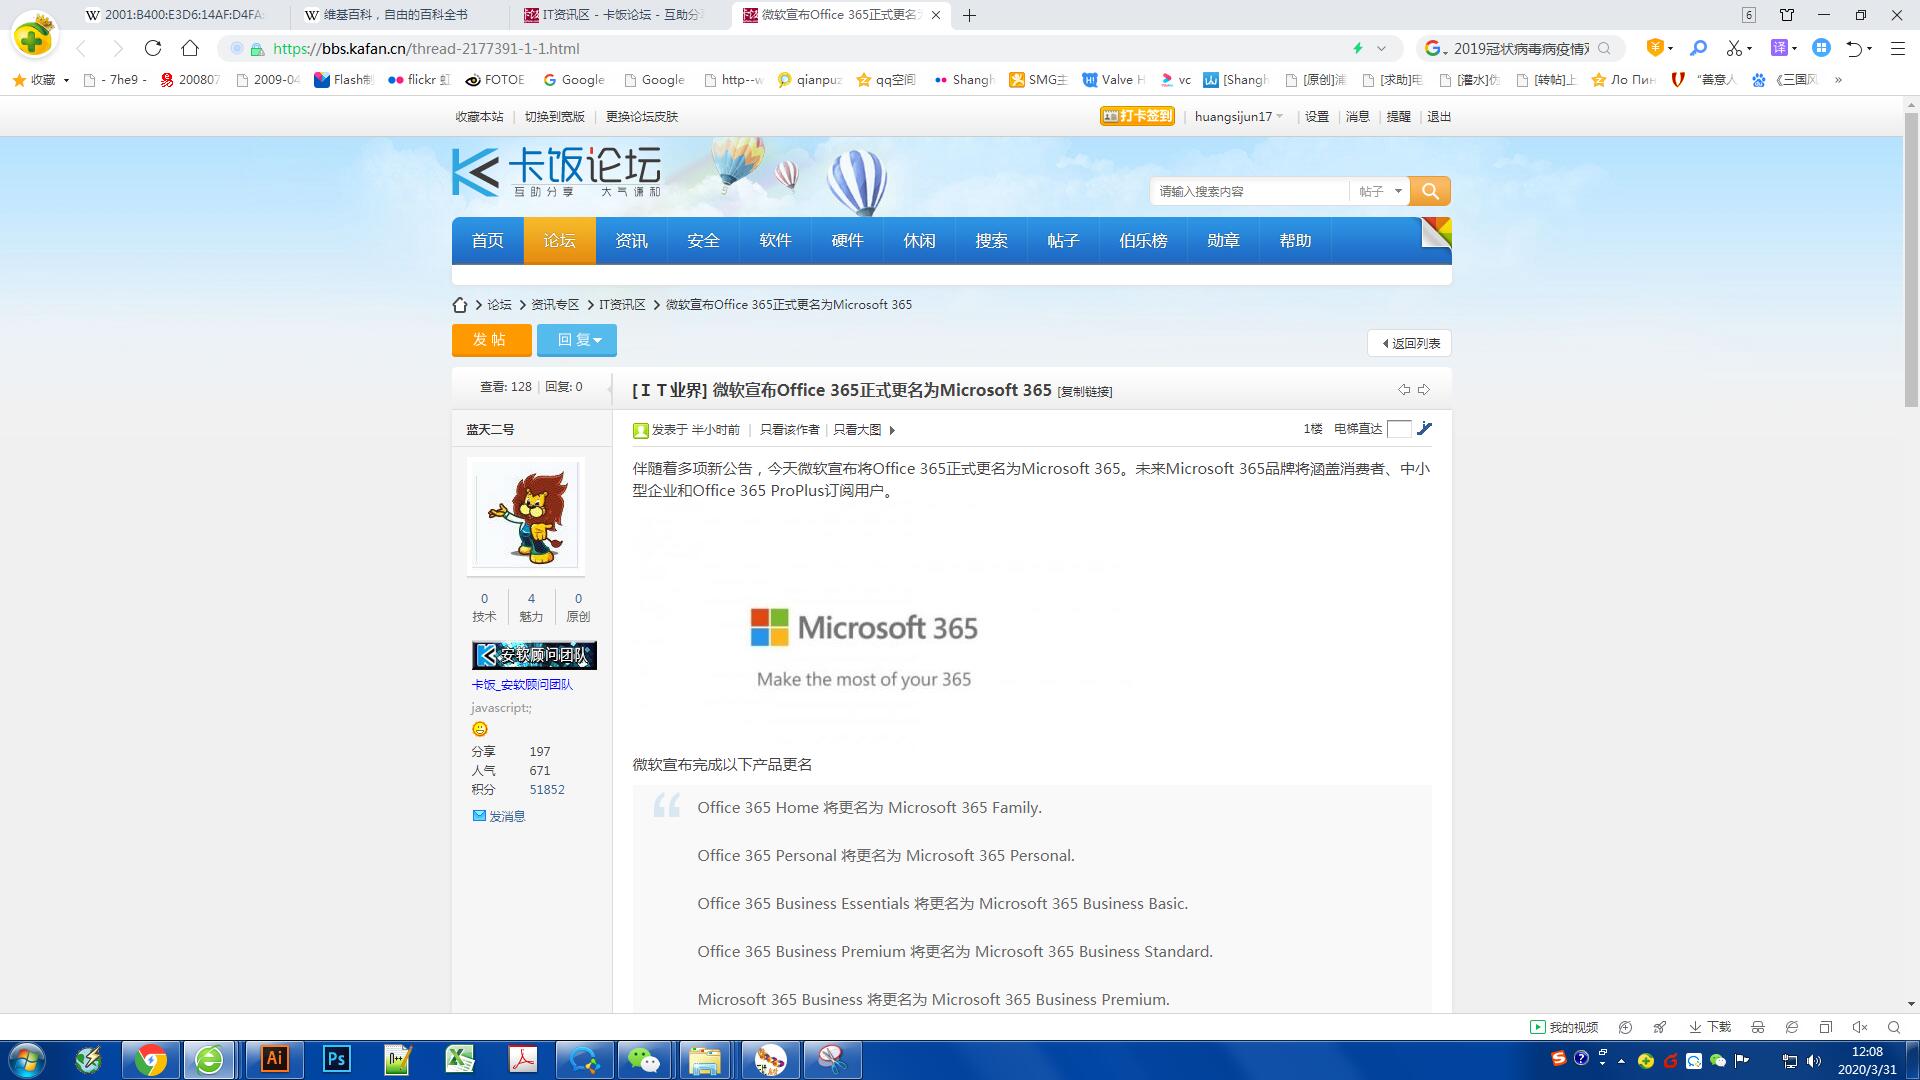 2001:B400:E3D6:14AF:D4FA:
维基百科，自由的百科全书
IT资讯区 - 卡饭论坛 - 互助分
微软宣布Office 365正式更名
6
https://bbs.kafan.cn/thread-2177391-1-1.html
2019冠状病毒病疫情
收藏
- 7he9 -
200807
2009-04
Flash制
flickr 虹
FOTOE
Google
Google
http--w
qianpuz
qq空间
Shangh
SMG主
Valve H
vc
[Shangh
[原创]浦
[求助]电
[灌水]仿
[转帖]上
Ло Пин
“善意人
《三国风
»
收藏本站
切换到宽版
更换论坛皮肤
打卡签到
huangsijun17
设置
消息
提醒
退出
卡饭论坛
互助分享 大气谦和
请输入搜索内容
帖子
首页
论坛
资讯
安全
软件
硬件
休闲
搜索
帖子
伯乐榜
勋章
帮助
论坛
资讯专区
IT资讯区
微软宣布Office 365正式更名为Microsoft 365
发帖
回复
返回列表
查看: 128 | 回复: 0
[ＩＴ业界] 微软宣布Office 365正式更名为Microsoft 365 [复制链接]
蓝天二号
发表于 半小时前 | 只看该作者 | 只看大图
1楼
电梯直达
伴随着多项新公告，今天微软宣布将Office 365正式更名为Microsoft 365。未来Microsoft 365品牌将涵盖消费者、中小
型企业和Office 365 ProPlus订阅用户。
Microsoft 365
Make the most of your 365
0 4 0
技术 魅力 原创
安软顾问团队
卡饭_安软顾问团队
javascript:;
分享 197
人气 671
积分 51852
发消息
微软宣布完成以下产品更名
Office 365 Home 将更名为 Microsoft 365 Family.
Office 365 Personal 将更名为 Microsoft 365 Personal.
Office 365 Business Essentials 将更名为 Microsoft 365 Business Basic.
Office 365 Business Premium 将更名为 Microsoft 365 Business Standard.
Microsoft 365 Business 将更名为 Microsoft 365 Business Premium.
我的视频
下载
12:08
2020/3/31